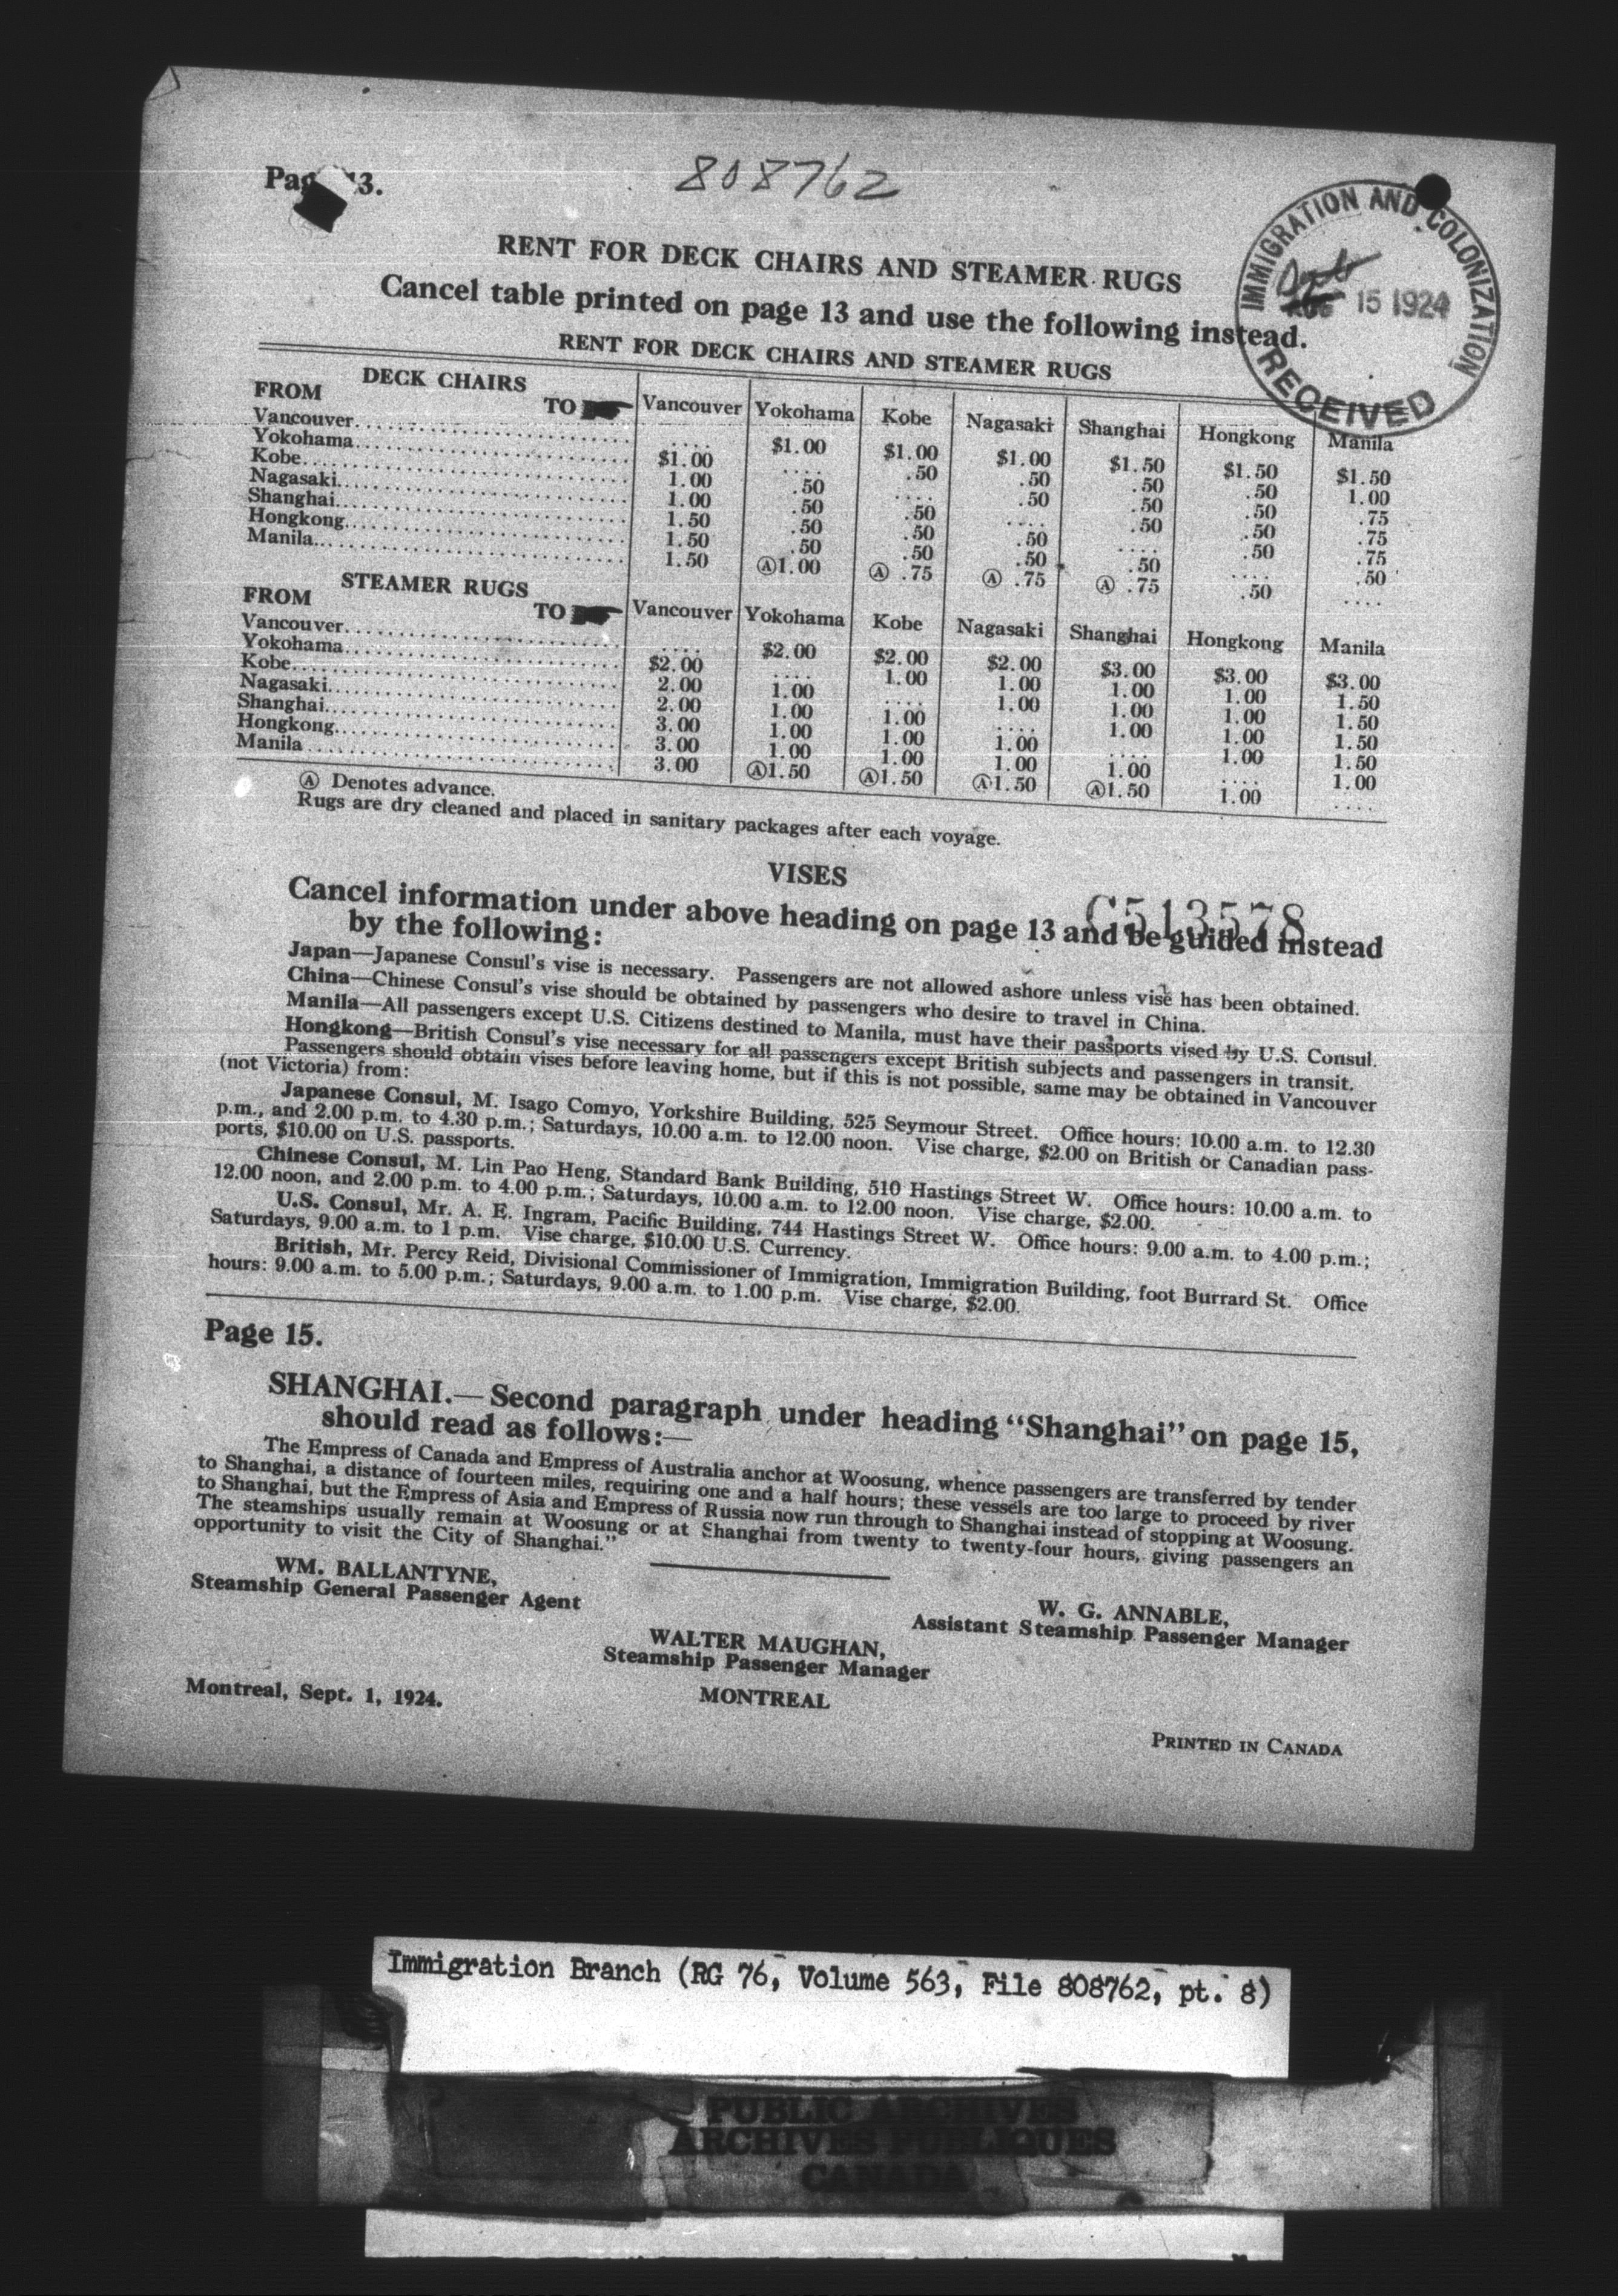 Page 13.
808762
IMMIGRATION AND COLONIZATION
15 1924
RECEIVED
RENT FOR DECK CHAIRS AND STEAMER RUGS
Cancel table printed on page 13 and use the following instead.
RENT FOR DECK CHAIRS AND STEAMER RUGS
DECK CHAIRS
FROM TO Vancouver Yokohama Kobe Nagasaki Shanghai Hongkong Manila
Vancouver .... $1.00 $1.00 $1.00 $1.50 $1.50 $1.50
Yokohama $1.00 .... .50 .50 .50 .50 1.00
Kobe 1.00 .50 .... .50 .50 .50 .75
Nagasaki 1.00 .50 .50 .... .50 .50 .75
Shanghai 1.50 .50 .50 .50 .... .50 .75
Hongkong 1.50 .50 .50 .50 .50 .... .50
Manila 1.50 Ⓐ1.00 Ⓐ .75 Ⓐ .75 Ⓐ .75 .50 ....
STEAMER RUGS
FROM TO Vancouver Yokohama Kobe Nagasaki Shanghai Hongkong Manila
Vancouver .... $2.00 $2.00 $2.00 $3.00 $3.00 $3.00
Yokohama $2.00 .... 1.00 1.00 1.00 1.00 1.50
Kobe 2.00 1.00 .... 1.00 1.00 1.00 1.50
Nagasaki 2.00 1.00 1.00 .... 1.00 1.00 1.50
Shanghai 3.00 1.00 1.00 1.00 .... 1.00 1.50
Hongkong 3.00 1.00 1.00 1.00 1.00 .... 1.00
Manila 3.00 Ⓐ1.50 Ⓐ1.50 Ⓐ1.50 Ⓐ1.50 1.00 ....
Ⓐ Denotes advance.
Rugs are dry cleaned and placed in sanitary packages after each voyage.
VISES
C513578
Cancel information under above heading on page 13 and be guided instead
by the following:
Japan—Japanese Consul's vise is necessary. Passengers are not allowed ashore unless vise has been obtained.
China—Chinese Consul's vise should be obtained by passengers who desire to travel in China.
Manila—All passengers except U.S. Citizens destined to Manila, must have their passports vised by U.S. Consul.
Hongkong—British Consul's vise necessary for all passengers except British subjects and passengers in transit.
Passengers should obtain vises before leaving home, but if this is not possible, same may be obtained in Vancouver
(not Victoria) from:
Japanese Consul, M. Isago Comyo, Yorkshire Building, 525 Seymour Street. Office hours: 10.00 a.m. to 12.30
p.m., and 2.00 p.m. to 4.30 p.m.; Saturdays, 10.00 a.m. to 12.00 noon. Vise charge, $2.00 on British or Canadian pass-
ports, $10.00 on U.S. passports.
Chinese Consul, M. Lin Pao Heng, Standard Bank Building, 510 Hastings Street W. Office hours: 10.00 a.m. to
12.00 noon, and 2.00 p.m. to 4.00 p.m.; Saturdays, 10.00 a.m. to 12.00 noon. Vise charge, $2.00.
U.S. Consul, Mr. A. E. Ingram, Pacific Building, 744 Hastings Street W. Office hours: 9.00 a.m. to 4.00 p.m.;
Saturdays, 9.00 a.m. to 1 p.m. Vise charge, $10.00 U.S. Currency.
British, Mr. Percy Reid, Divisional Commissioner of Immigration, Immigration Building, foot Burrard St. Office
hours: 9.00 a.m. to 5.00 p.m.; Saturdays, 9.00 a.m. to 1.00 p.m. Vise charge, $2.00.
Page 15.
SHANGHAI.—Second paragraph under heading "Shanghai" on page 15,
should read as follows:—
The Empress of Canada and Empress of Australia anchor at Woosung, whence passengers are transferred by tender
to Shanghai, a distance of fourteen miles, requiring one and a half hours; these vessels are too large to proceed by river
to Shanghai, but the Empress of Asia and Empress of Russia now run through to Shanghai instead of stopping at Woosung.
The steamships usually remain at Woosung or at Shanghai from twenty to twenty-four hours, giving passengers an
opportunity to visit the City of Shanghai."
WM. BALLANTYNE,
Steamship General Passenger Agent
W. G. ANNABLE,
Assistant Steamship Passenger Manager
WALTER MAUGHAN,
Steamship Passenger Manager
MONTREAL
Montreal, Sept. 1, 1924.
PRINTED IN CANADA
Immigration Branch (RG 76, Volume 563, File 808762, pt. 8)
PUBLIC ARCHIVES
ARCHIVES PUBLIQUES
CANADA